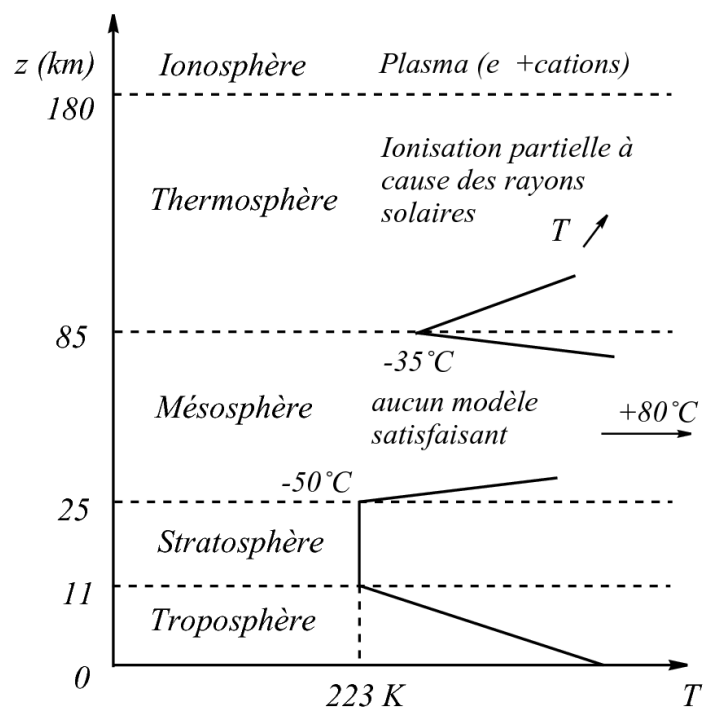 z (km)
Ionosphère
Plasma (e +cations)
180
Ionisation partielle à
cause des rayons
solaires
Thermosphère
T
85
-35°C
Mésosphère
aucun modèle
satisfaisant
+80°C
-50°C
25
Stratosphère
11
Troposphère
0
223 K
T